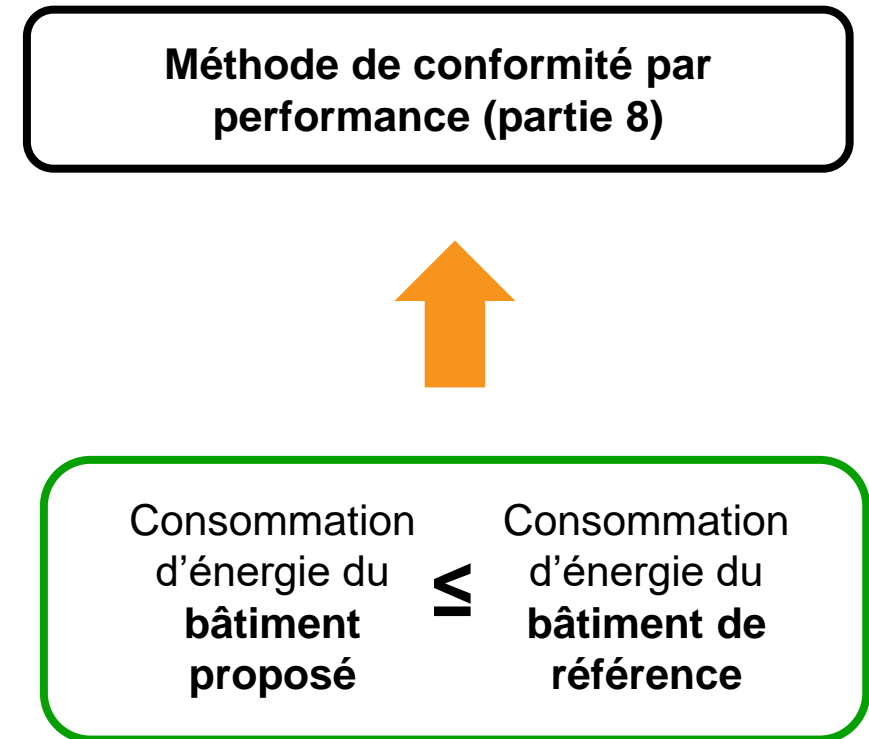 Méthode de conformité par
performance (partie 8)
Consommation
d’énergie du
bâtiment
proposé
≤
Consommation
d’énergie du
bâtiment de
référence